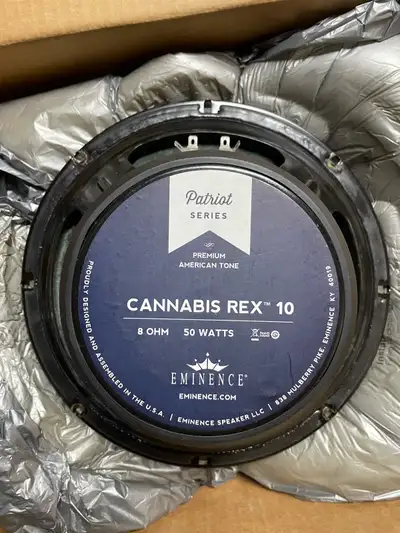 Patriot
SERIES
PREMIUM
AMERICAN TONE
CANNABIS REX™ 10
8 OHM 50 WATTS
EMINENCE®
EMINENCE.COM
PROUDLY DESIGNED AND ASSEMBLED IN THE U.S.A. | EMINENCE SPEAKER LLC | 838 MULBERRY PIKE, EMINENCE KY 40019